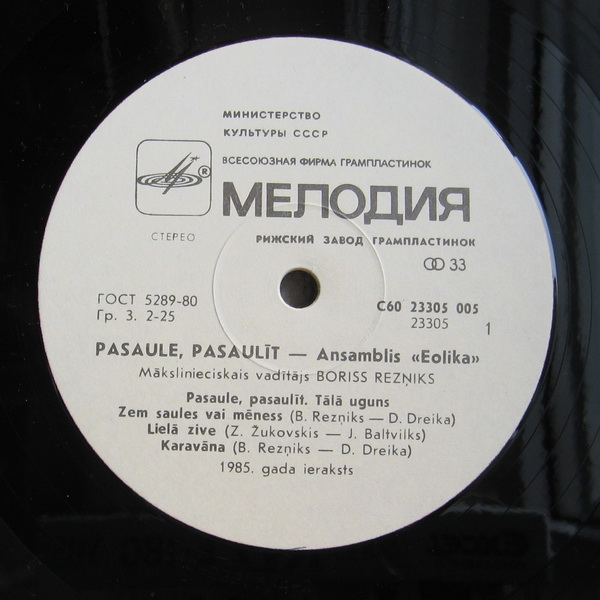 МИНИСТЕРСТВО
КУЛЬТУРЫ СССР
ВСЕСОЮЗНАЯ ФИРМА ГРАМПЛАСТИНОК
®
МЕЛОДИЯ
СТЕРЕО
РИЖСКИЙ ЗАВОД ГРАМПЛАСТИНОК
33
ГОСТ 5289-80
Гр. 3. 2-25
С60 23305 005
23305
1
PASAULE, PASAULĪT — Ansamblis «Eolika»
Mākslinieciskais vadītājs BORISS REZŅIKS
Pasaule, pasaulīt. Tālā uguns
Zem saules vai mēness (B. Rezņiks — D. Dreika)
Lielā zive (Z. Žukovskis — J. Baltvilks)
Karavāna (B. Rezņiks — D. Dreika)
1985. gada ieraksts